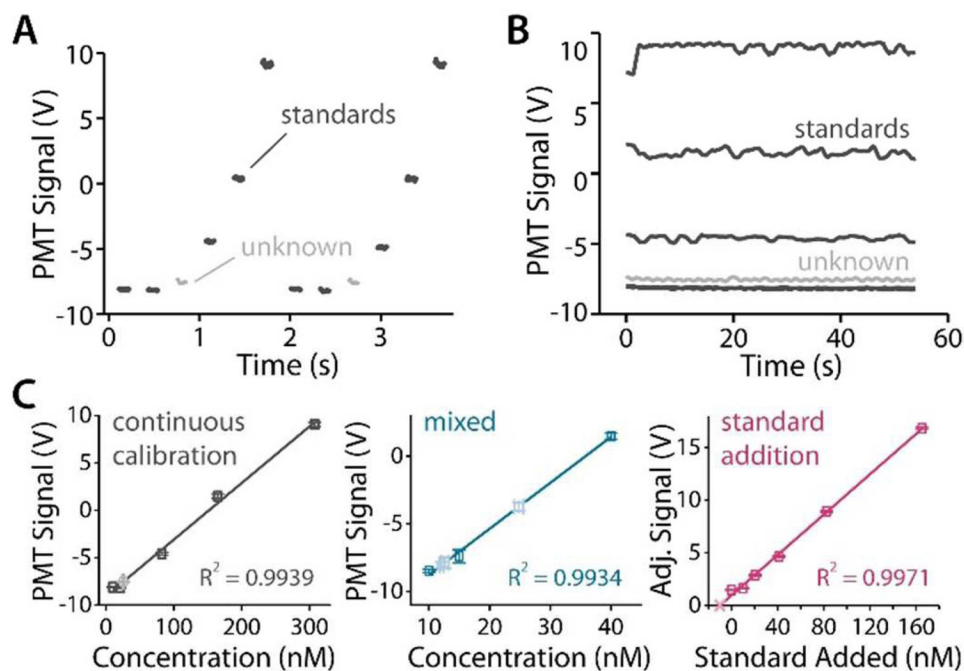 A
PMT Signal (V)
10
5
0
-5
-10
standards
unknown
0
1
2
3
Time (s)
B
PMT Signal (V)
10
5
0
-5
-10
standards
unknown
0
20
40
60
Time (s)
C
PMT Signal (V)
10
5
0
-5
-10
continuous
calibration
R² = 0.9939
0
100
200
300
Concentration (nM)
PMT Signal (V)
0
-5
-10
mixed
R² = 0.9934
10
20
30
40
Concentration (nM)
Adj. Signal (V)
15
10
5
0
standard
addition
R² = 0.9971
0
40
80
120
160
Standard Added (nM)